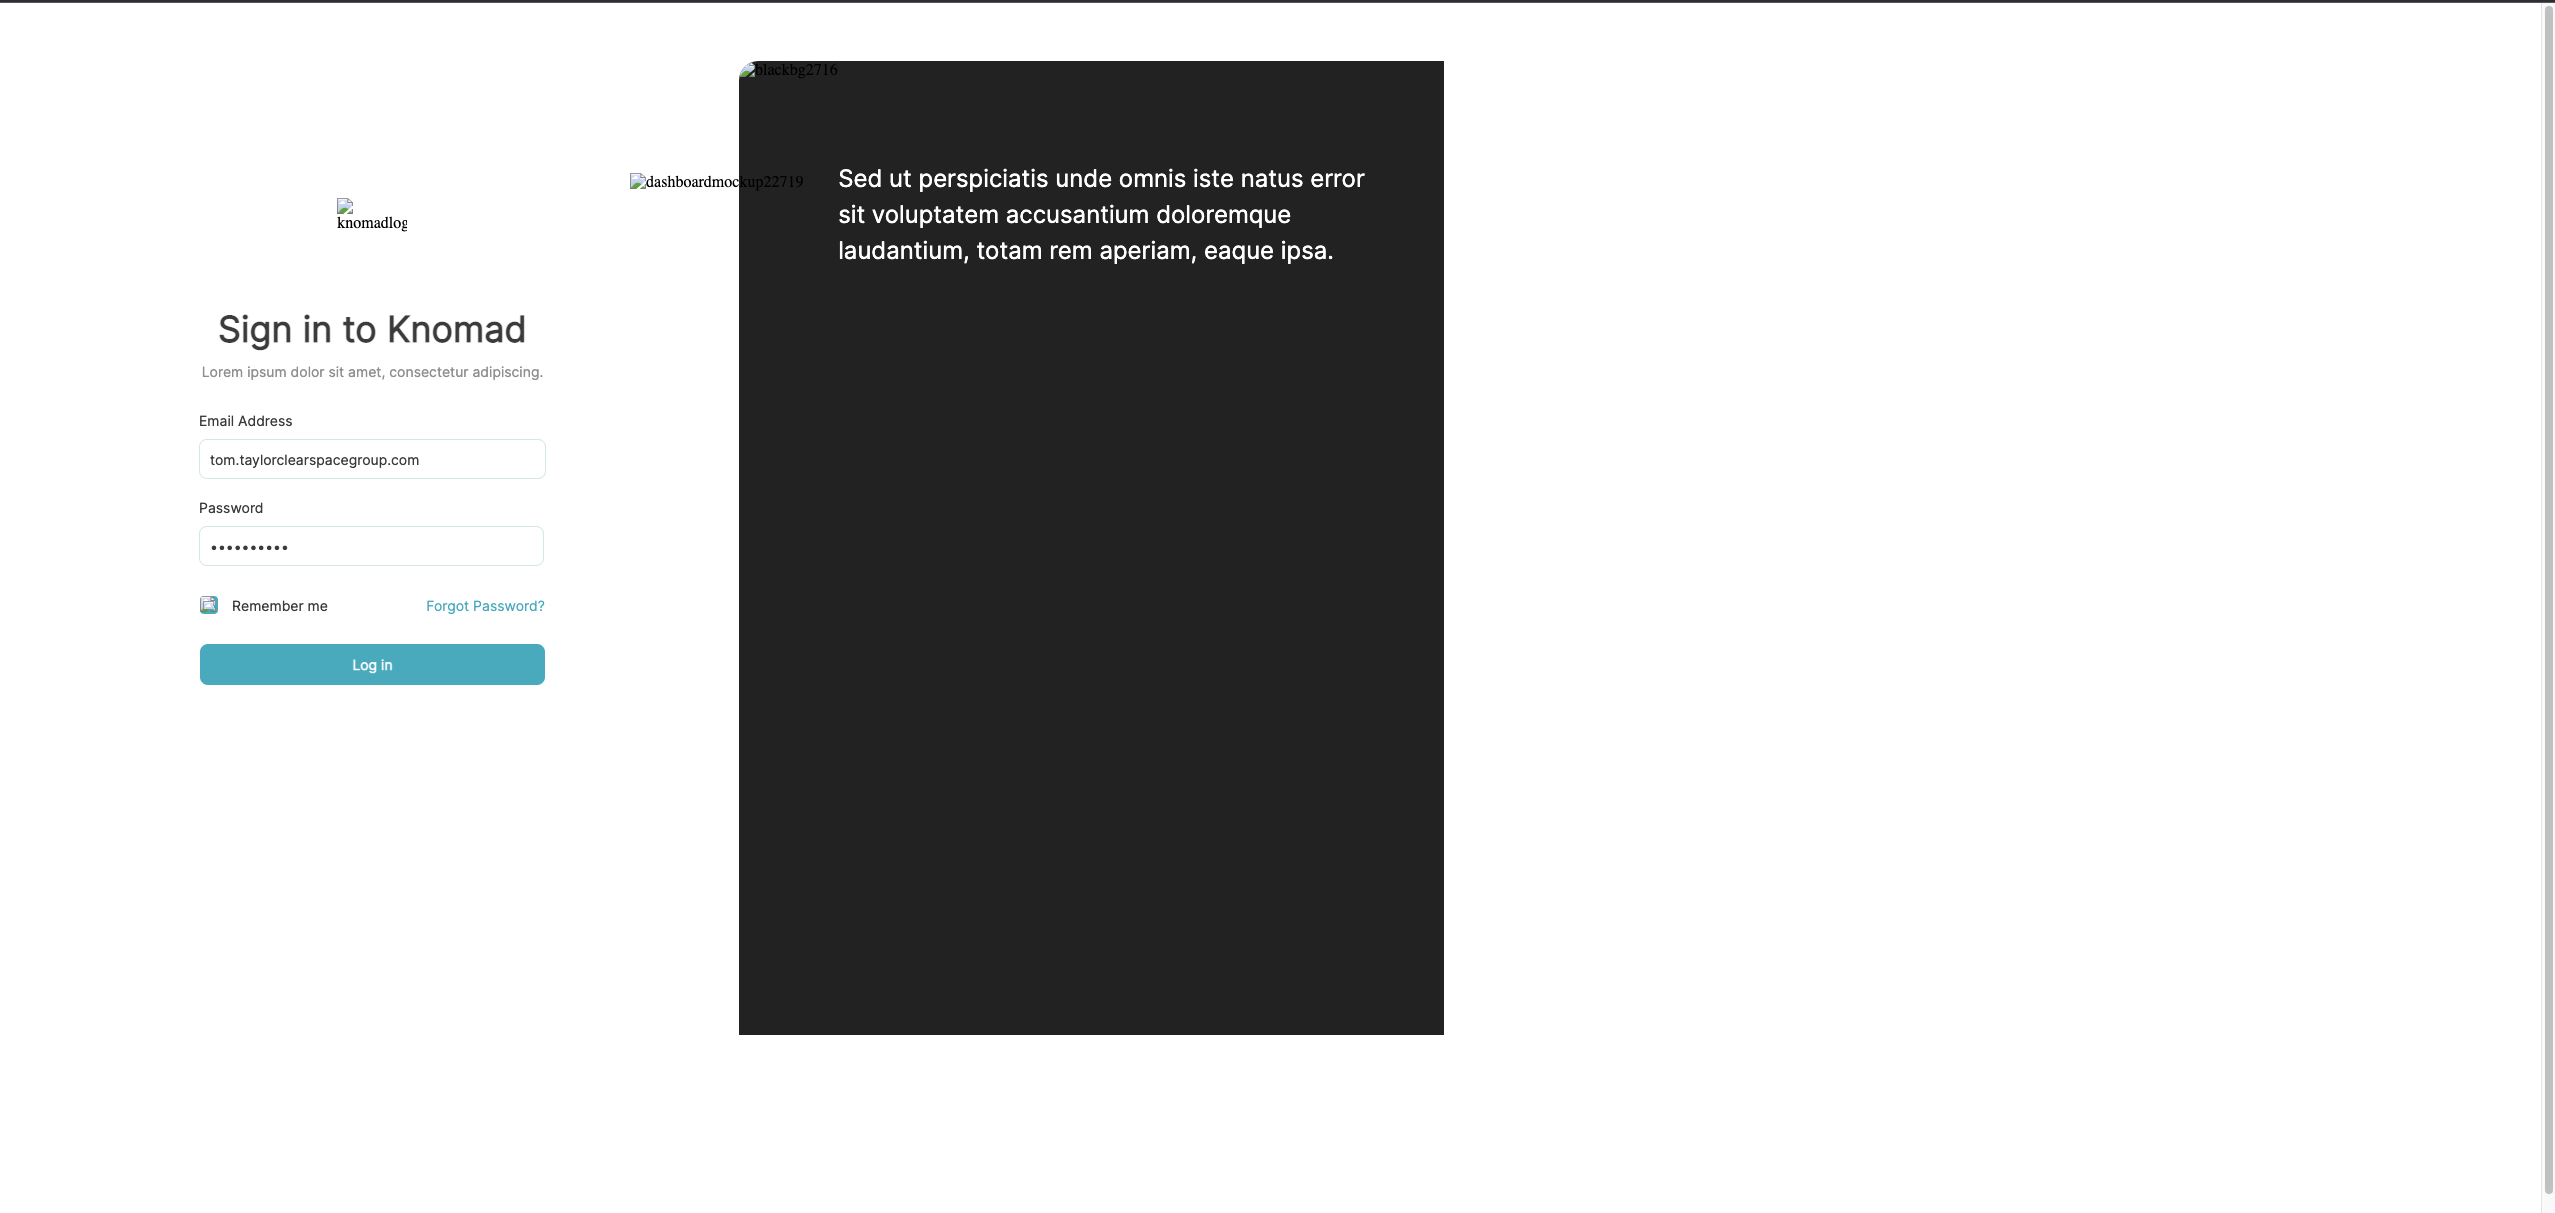 blackbg2716
dashboardmockup22719
Sed ut perspiciatis unde omnis iste natus error
sit voluptatem accusantium doloremque
laudantium, totam rem aperiam, eaque ipsa.
knomadlog
Sign in to Knomad
Lorem ipsum dolor sit amet, consectetur adipiscing.
Email Address
tom.taylorclearspacegroup.com
Password
••••••••••
Remember me
Forgot Password?
Log in